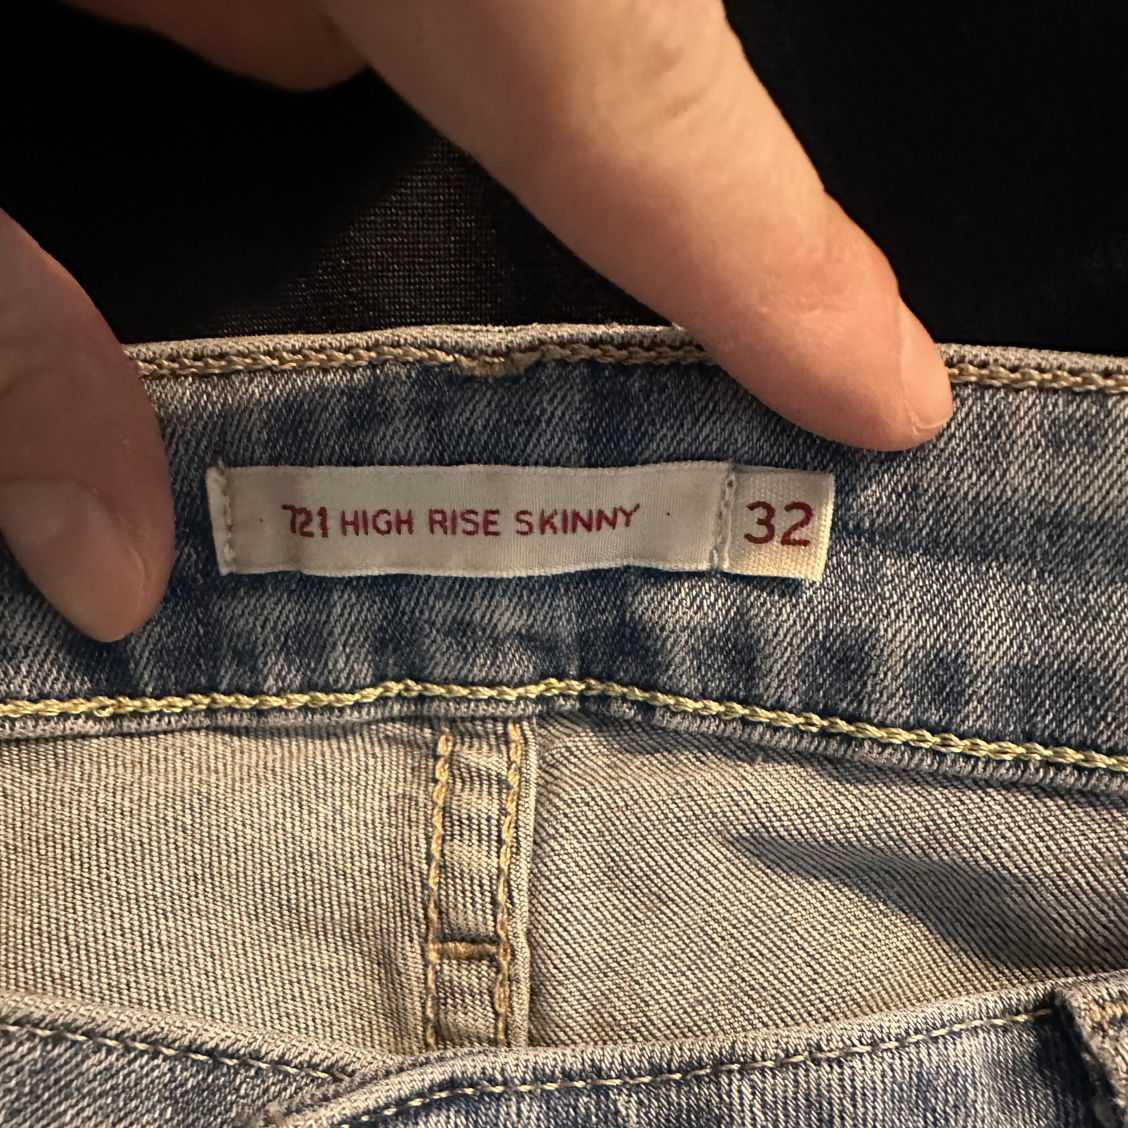 721 HIGH RISE SKINNY 32